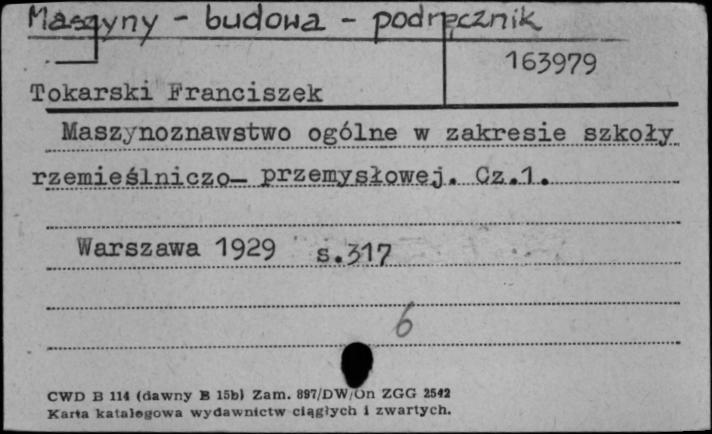 Maszyny - budowa - podręcznik
163979
Tokarski Franciszek
Maszynoznawstwo ogólne w zakresie szkoły
rzemieślniczo- przemysłowej. Cz.1.
Warszawa 1929 s.317
6
CWD B 114 (dawny B 15b) Zam. 897/DW/On ZGG 2542
Karta katalogowa wydawnictw ciągłych i zwartych.